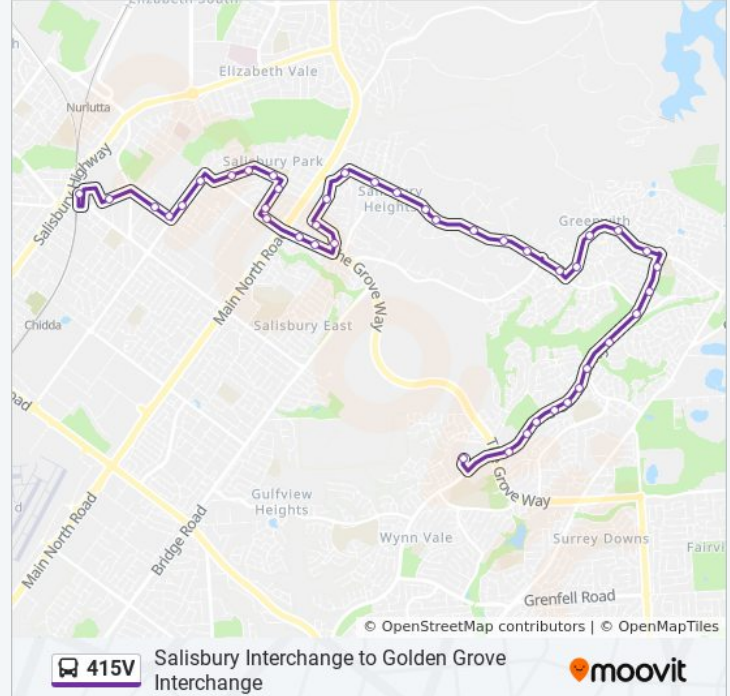 Elizabeth South
Elizabeth Vale
Nurlutta
Salisbury Park
Salisbury Highway
Salisbury
Heights
Greenwith
Main North Road
The Grove Way
Chidda
Salisbury East
The Grove Way
Gulfview
Heights
Main North Road
Bridge Road
Wynn Vale
Surrey Downs
Grenfell Road
© OpenStreetMap contributors | © OpenMapTiles
415V
Salisbury Interchange to Golden Grove
Interchange
moovit